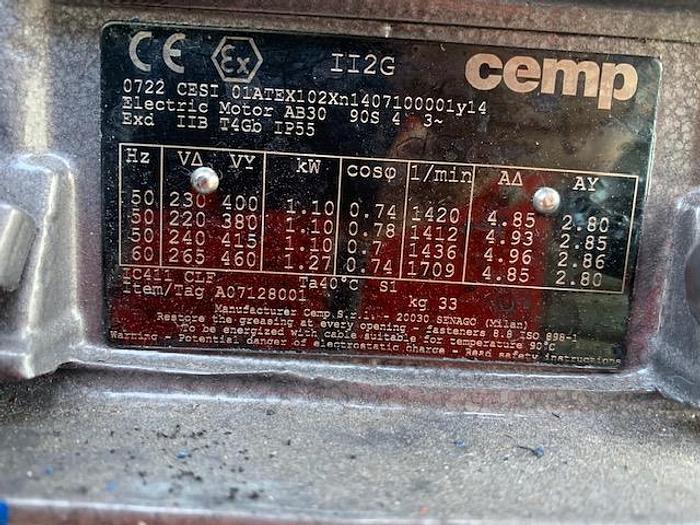 CE Ex II2G cemp
0722 CESI 01ATEX102Xn1407100001y14
Electric Motor AB30 90S 4 3~
Exd IIB T4Gb IP55
Hz VΔ VY kW cosφ 1/min AΔ AY
50 230 400 1.10 0.74 1420 4.85 2.80
50 220 380 1.10 0.78 1412 4.93 2.85
50 240 415 1.10 0.7 1436 4.96 2.86
60 265 460 1.27 0.74 1709 4.85 2.80
IC411 CLF Ta40°C S1
Item/Tag A07128001 kg 33
Manufacturer Cemp S.r.l. - 20030 SENAGO (Milan)
Restore the greasing at every opening - fasteners 8.8 ISO 898-1
To be energized with cable suitable for temperature 90°C
Warning - Potential danger of electrostatic charge - Read safety instructions